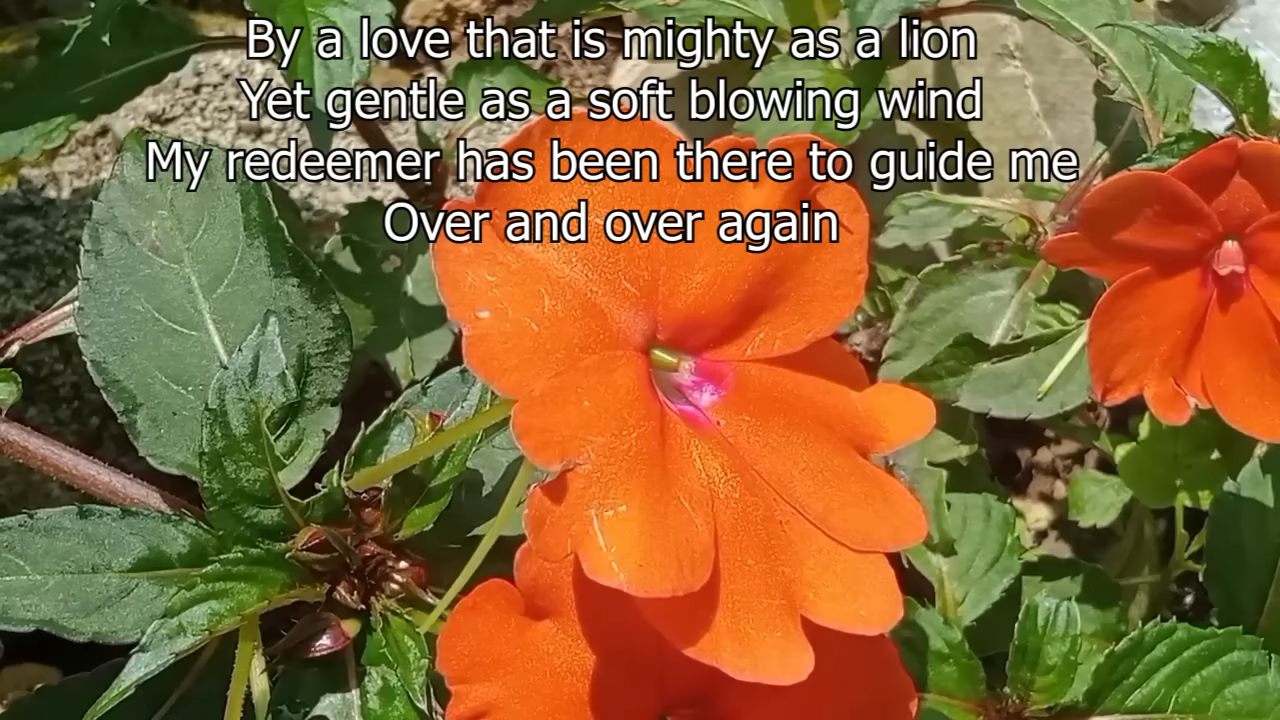 By a love that is mighty as a lion
Yet gentle as a soft blowing wind
My redeemer has been there to guide me
Over and over again